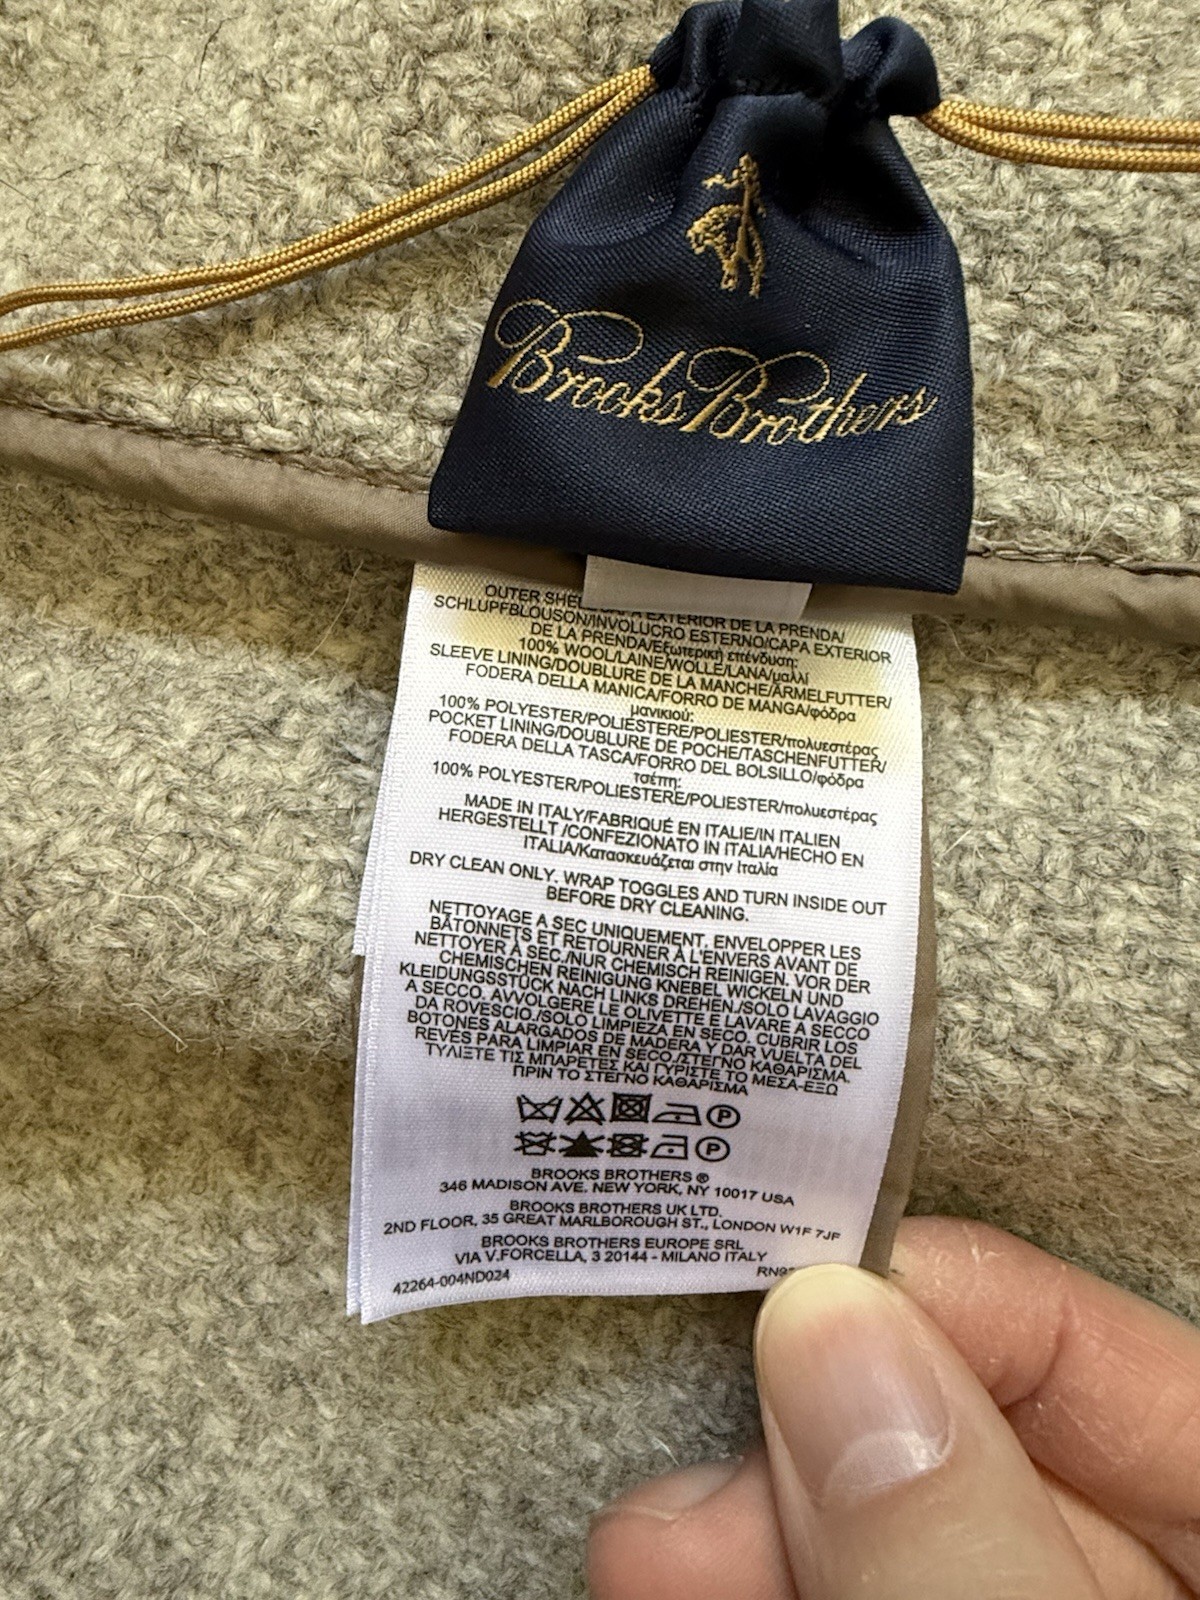 Brooks Brothers
OUTER SHE
EXTERIOR DE LA PRENDA/
SCHLUPFBLOUSON/INVOLUCRO ESTERNO/CAPA EXTERIOR
DE LA PRENDA/Εξωτερική επένδυση:
100% WOOL/LAINE/WOLLE/LANA/μαλλί
SLEEVE LINING/DOUBLURE DE LA MANCHE/ÄRMELFUTTER/
FODERA DELLA MANICA/FORRO DE MANGA/φόδρα
μανικιού:
100% POLYESTER/POLIÉSTERE/POLIESTER/πολυεστέρας
POCKET LINING/DOUBLURE DE POCHE/TASCHENFUTTER/
FODERA DELLA TASCA/FORRO DEL BOLSILLO/φόδρα
τσέπη:
100% POLYESTER/POLIESTERE/POLIESTER/πολυεστέρας
MADE IN ITALY/FABRIQUÉ EN ITALIE/IN ITALIEN
HERGESTELLT /CONFEZIONATO IN ITALIA/HECHO EN
ITALIA/Κατασκευάζεται στην Ιταλία
DRY CLEAN ONLY. WRAP TOGGLES AND TURN INSIDE OUT
BEFORE DRY CLEANING.
NETTOYAGE A SEC UNIQUEMENT. ENVELOPPER LES
BÂTONNETS ET RETOURNER À L'ENVERS AVANT DE
NETTOYER À SEC./NUR CHEMISCH REINIGEN. VOR DER
CHEMISCHEN REINIGUNG KNEBEL WICKELN UND
KLEIDUNGSSTÜCK NACH LINKS DREHEN./SOLO LAVAGGIO
A SECCO. AVVOLGERE LE OLIVETTE E LAVARE A SECCO
DA ROVESCIO./SOLO LIMPIEZA EN SECO. CUBRIR LOS
BOTONES ALARGADOS DE MADERA Y DAR VUELTA DEL
REVÉS PARA LIMPIAR EN SECO./ΣΤΕΓΝΟ ΚΑΘΑΡΙΣΜΑ.
ΤΥΛΙΞΤΕ ΤΙΣ ΜΠΑΡΕΤΕΣ ΚΑΙ ΓΥΡΙΣΤΕ ΤΟ ΜΕΣΑ-ΕΞΩ
ΠΡΙΝ ΤΟ ΣΤΕΓΝΟ ΚΑΘΑΡΙΣΜΑ
P
P
BROOKS BROTHERS ®
346 MADISON AVE. NEW YORK, NY 10017 USA
BROOKS BROTHERS UK LTD.
2ND FLOOR, 35 GREAT MARLBOROUGH ST., LONDON W1F 7JF
BROOKS BROTHERS EUROPE SRL
VIA V.FORCELLA, 3 20144 - MILANO ITALY
42264-004ND024